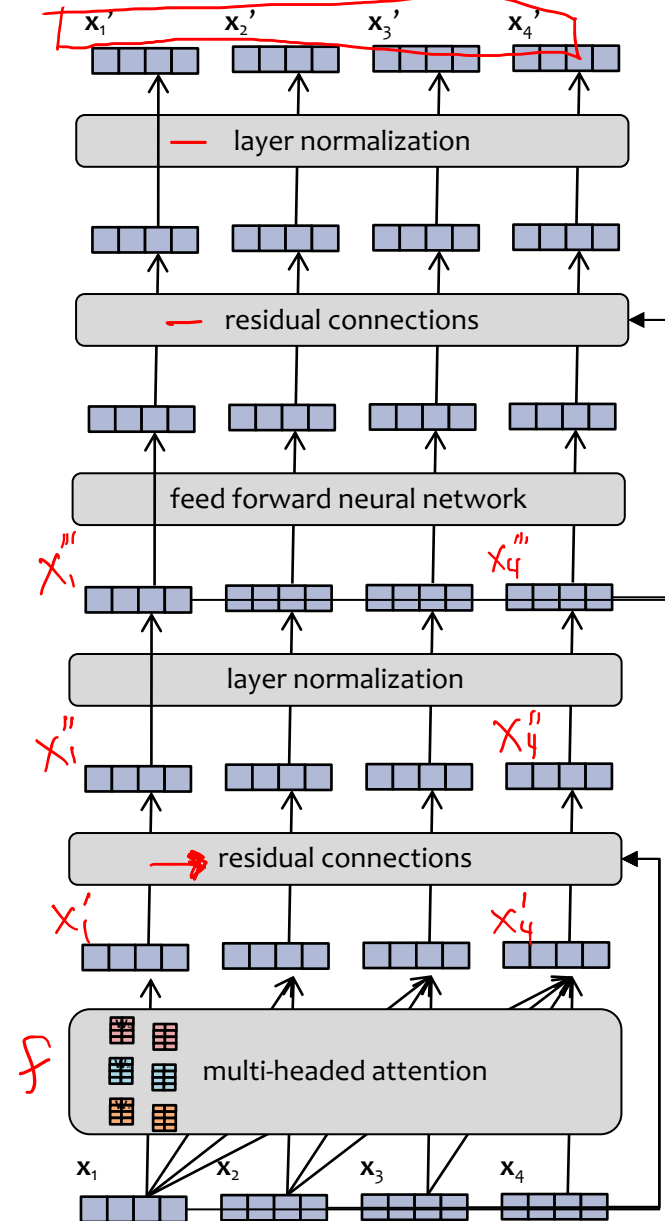 x₁’ x₂’ x₃’ x₄’
layer normalization
residual connections
feed forward neural network
x₁''' x₄'''
layer normalization
x₁'' x₄''
residual connections
x₁' x₄'
f
multi-headed attention
x₁ x₂ x₃ x₄